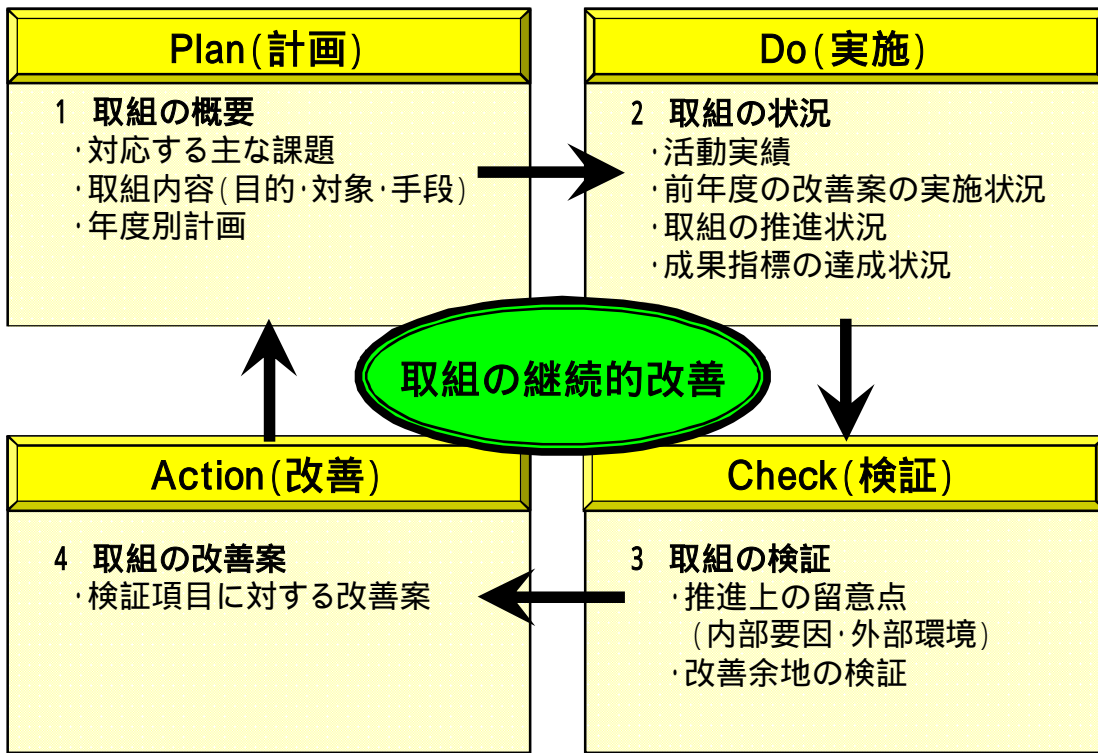 Plan(計画)
1 取組の概要
・対応する主な課題
・取組内容(目的・対象・手段)
・年度別計画
Do(実施)
2 取組の状況
・活動実績
・前年度の改善案の実施状況
・取組の推進状況
・成果指標の達成状況
取組の継続的改善
Check(検証)
3 取組の検証
・推進上の留意点
(内部要因・外部環境)
・改善余地の検証
Action(改善)
4 取組の改善案
・検証項目に対する改善案